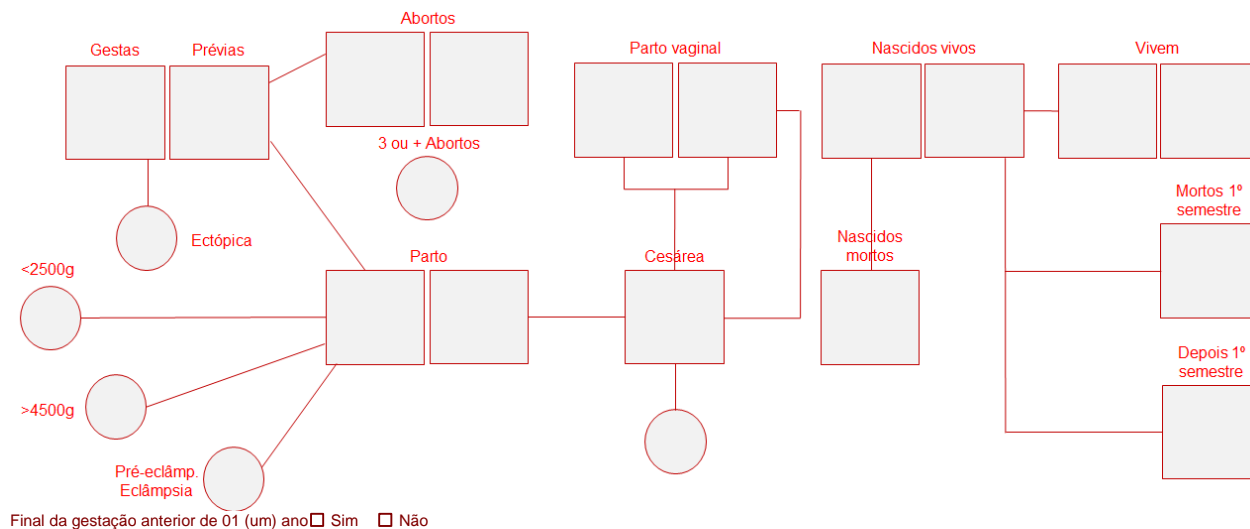 Abortos
Gestas
Prévias
Parto vaginal
Nascidos vivos
Vivem
3 ou + Abortos
Mortos 1º
semestre
Ectópica
Nascidos
mortos
Parto
Cesárea
<2500g
Depois 1º
semestre
>4500g
Pré-eclâmp.
Eclâmpsia
Final da gestação anterior de 01 (um) ano Sim Não